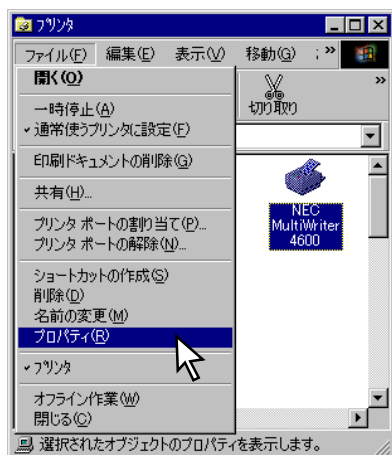 プリンタ
ファイル(F) 編集(E) 表示(V) 移動(G) ; »
開く(O)
一時停止(A)
通常使うプリンタに設定(F)
印刷ドキュメントの削除(G)
共有(H)...
プリンタ ポートの割り当て(P)...
プリンタ ポートの解除(N)...
ショートカットの作成(S)
削除(D)
名前の変更(M)
プロパティ(R)
プリンタ
オフライン作業(W)
閉じる(C)
切り取り »
NEC
MultiWriter
4600
選択されたオブジェクトのプロパティを表示します。